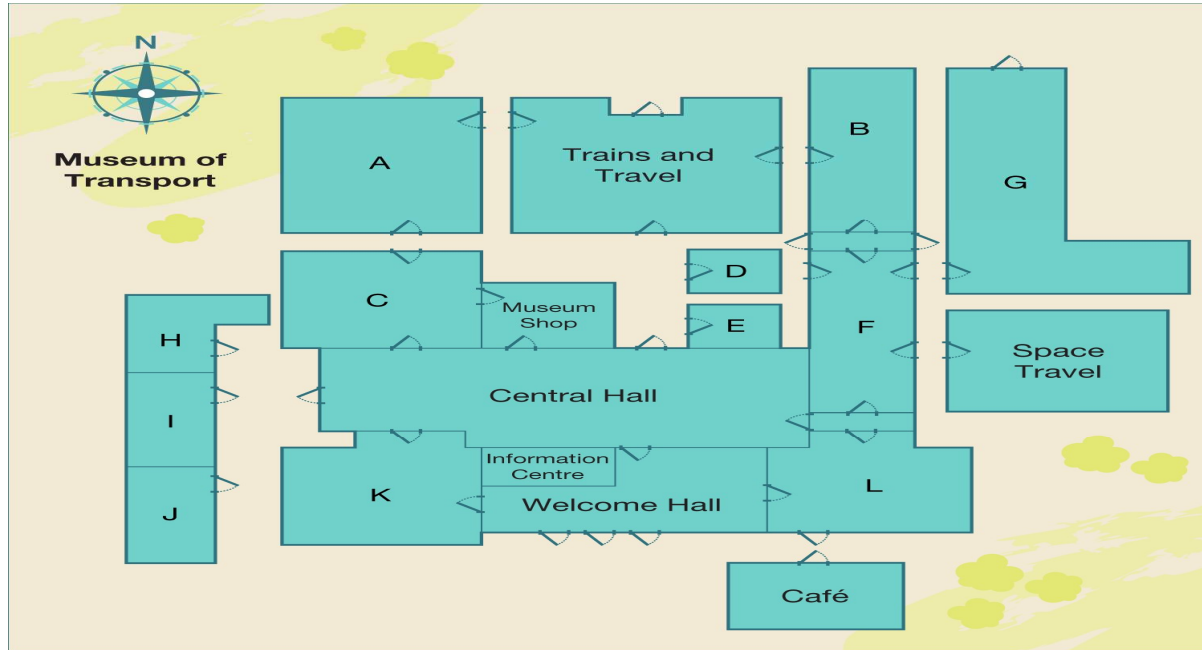 N
Museum of
Transport
A
Trains and
Travel
B
G
C
Museum
Shop
D
E
F
H
I
J
Central Hall
Space
Travel
K
Information
Centre
Welcome Hall
L
Café